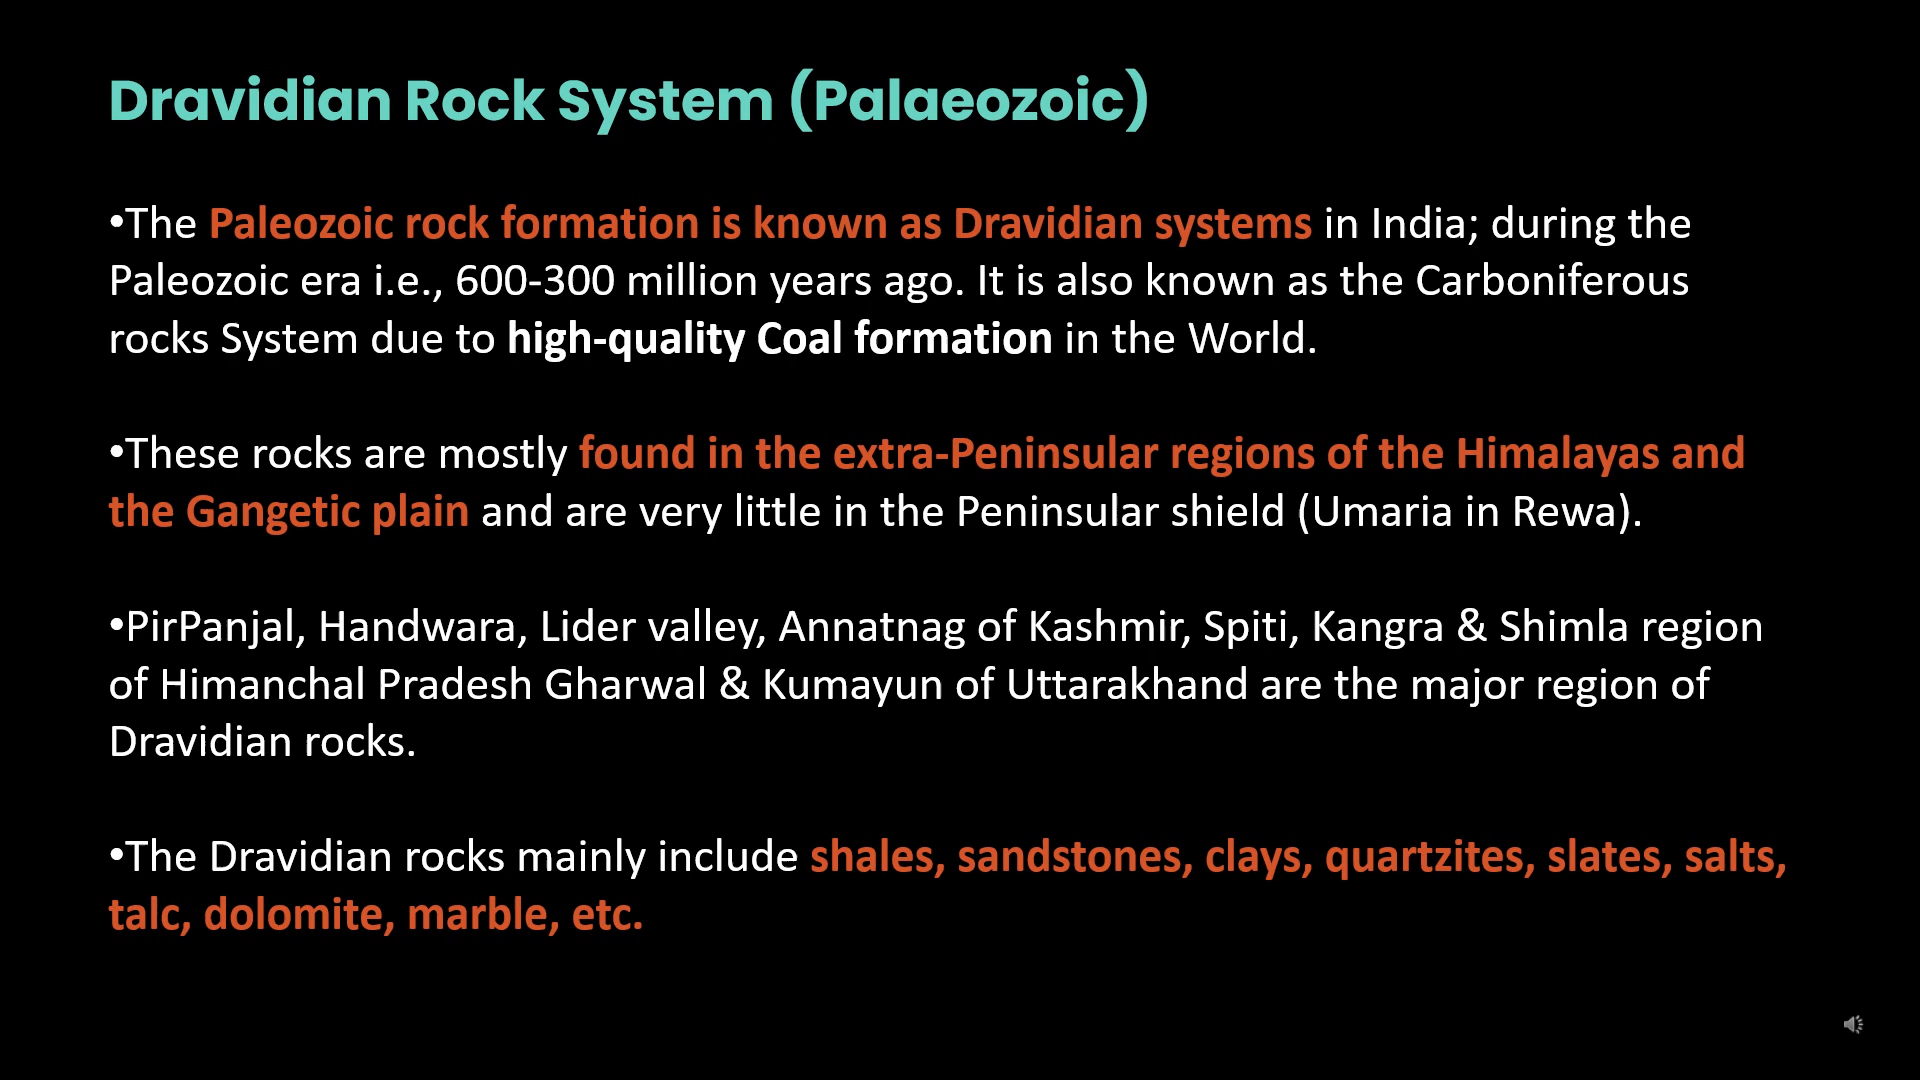 Dravidian Rock System (Palaeozoic)
•The Paleozoic rock formation is known as Dravidian systems in India; during the
Paleozoic era i.e., 600-300 million years ago. It is also known as the Carboniferous
rocks System due to high-quality Coal formation in the World.
•These rocks are mostly found in the extra-Peninsular regions of the Himalayas and
the Gangetic plain and are very little in the Peninsular shield (Umaria in Rewa).
•PirPanjal, Handwara, Lider valley, Annatnag of Kashmir, Spiti, Kangra & Shimla region
of Himanchal Pradesh Gharwal & Kumayun of Uttarakhand are the major region of
Dravidian rocks.
•The Dravidian rocks mainly include shales, sandstones, clays, quartzites, slates, salts,
talc, dolomite, marble, etc.